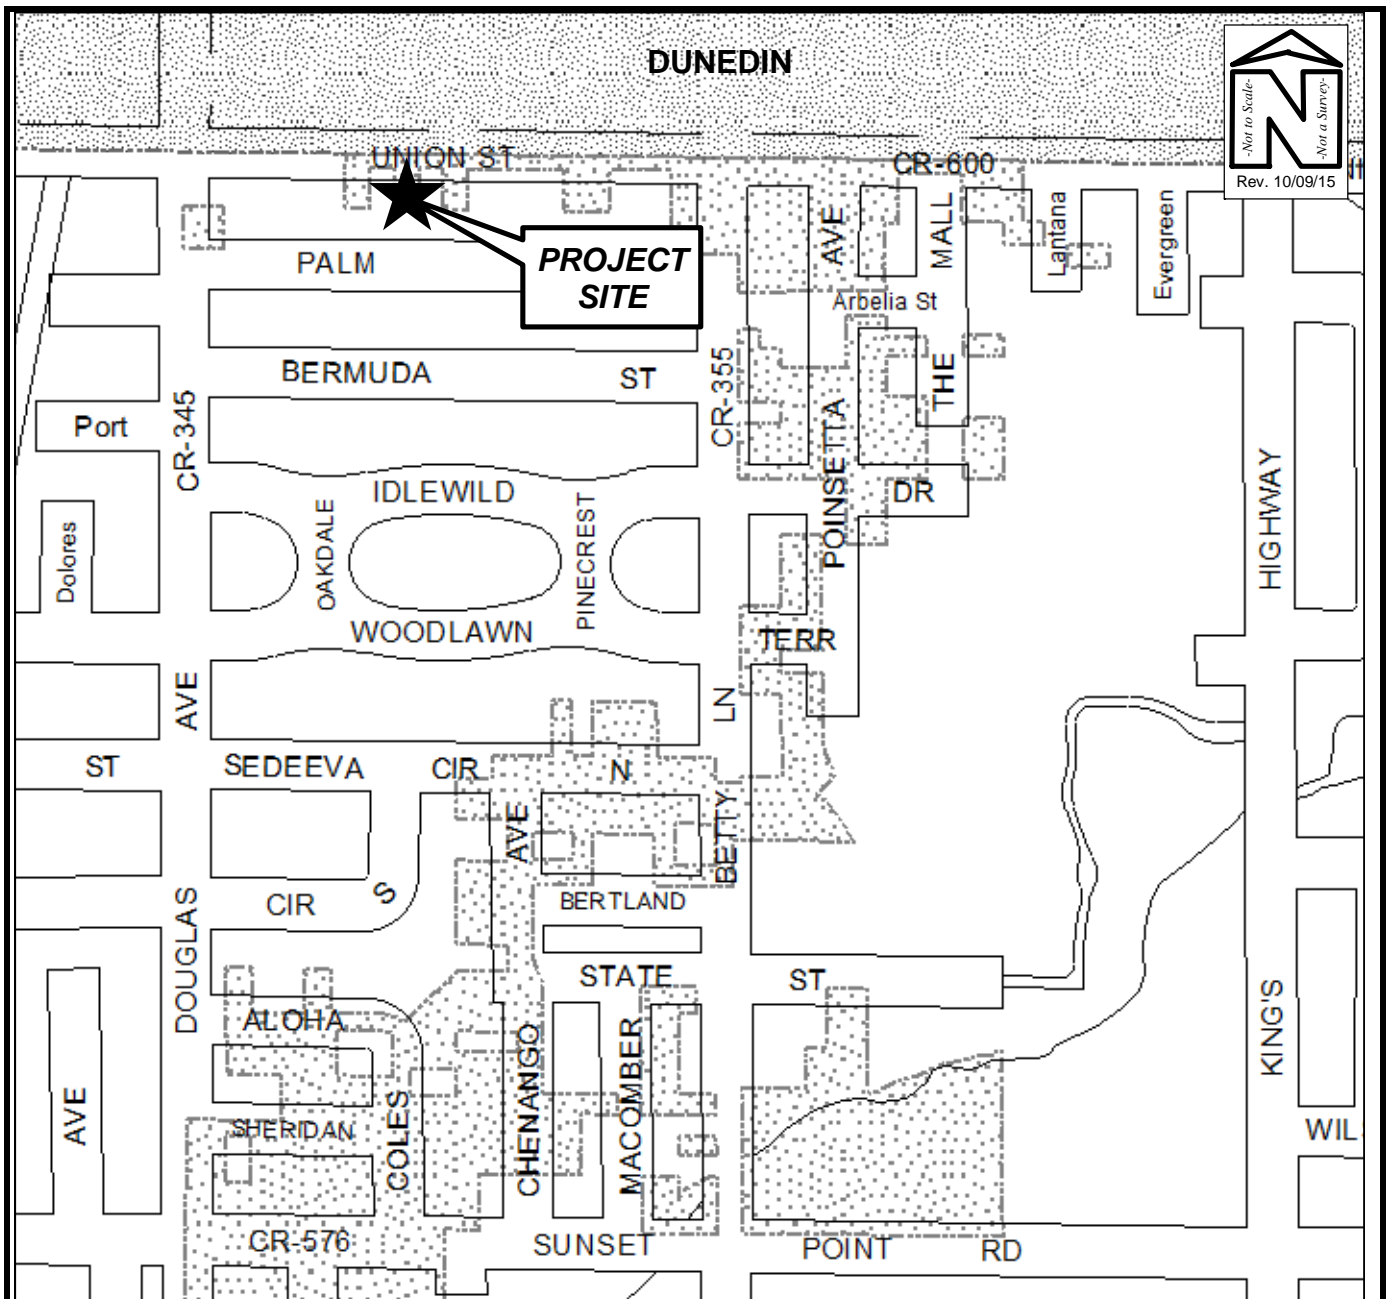 DUNEDIN
-Not to Scale-
N
-Not a Survey-
Rev. 10/09/15
UNION ST
CR-600
PALM
PROJECT
SITE
AVE
MALL
Lantana
Evergreen
Arbelia St
BERMUDA
ST
CR-355
THE
Port
CR-345
POINSETTA
HIGHWAY
IDLEWILD
DR
Dolores
OAKDALE
PINECREST
WOODLAWN
TERR
AVE
LN
ST
SEDEEVA
CIR
N
AVE
BETTY
CIR
S
BERTLAND
DOUGLAS
STATE
ST
ALOHA
CHENANGO
MACOMBER
KING'S
AVE
SHERIDAN
COLES
WIL
CR-576
SUNSET
POINT
RD